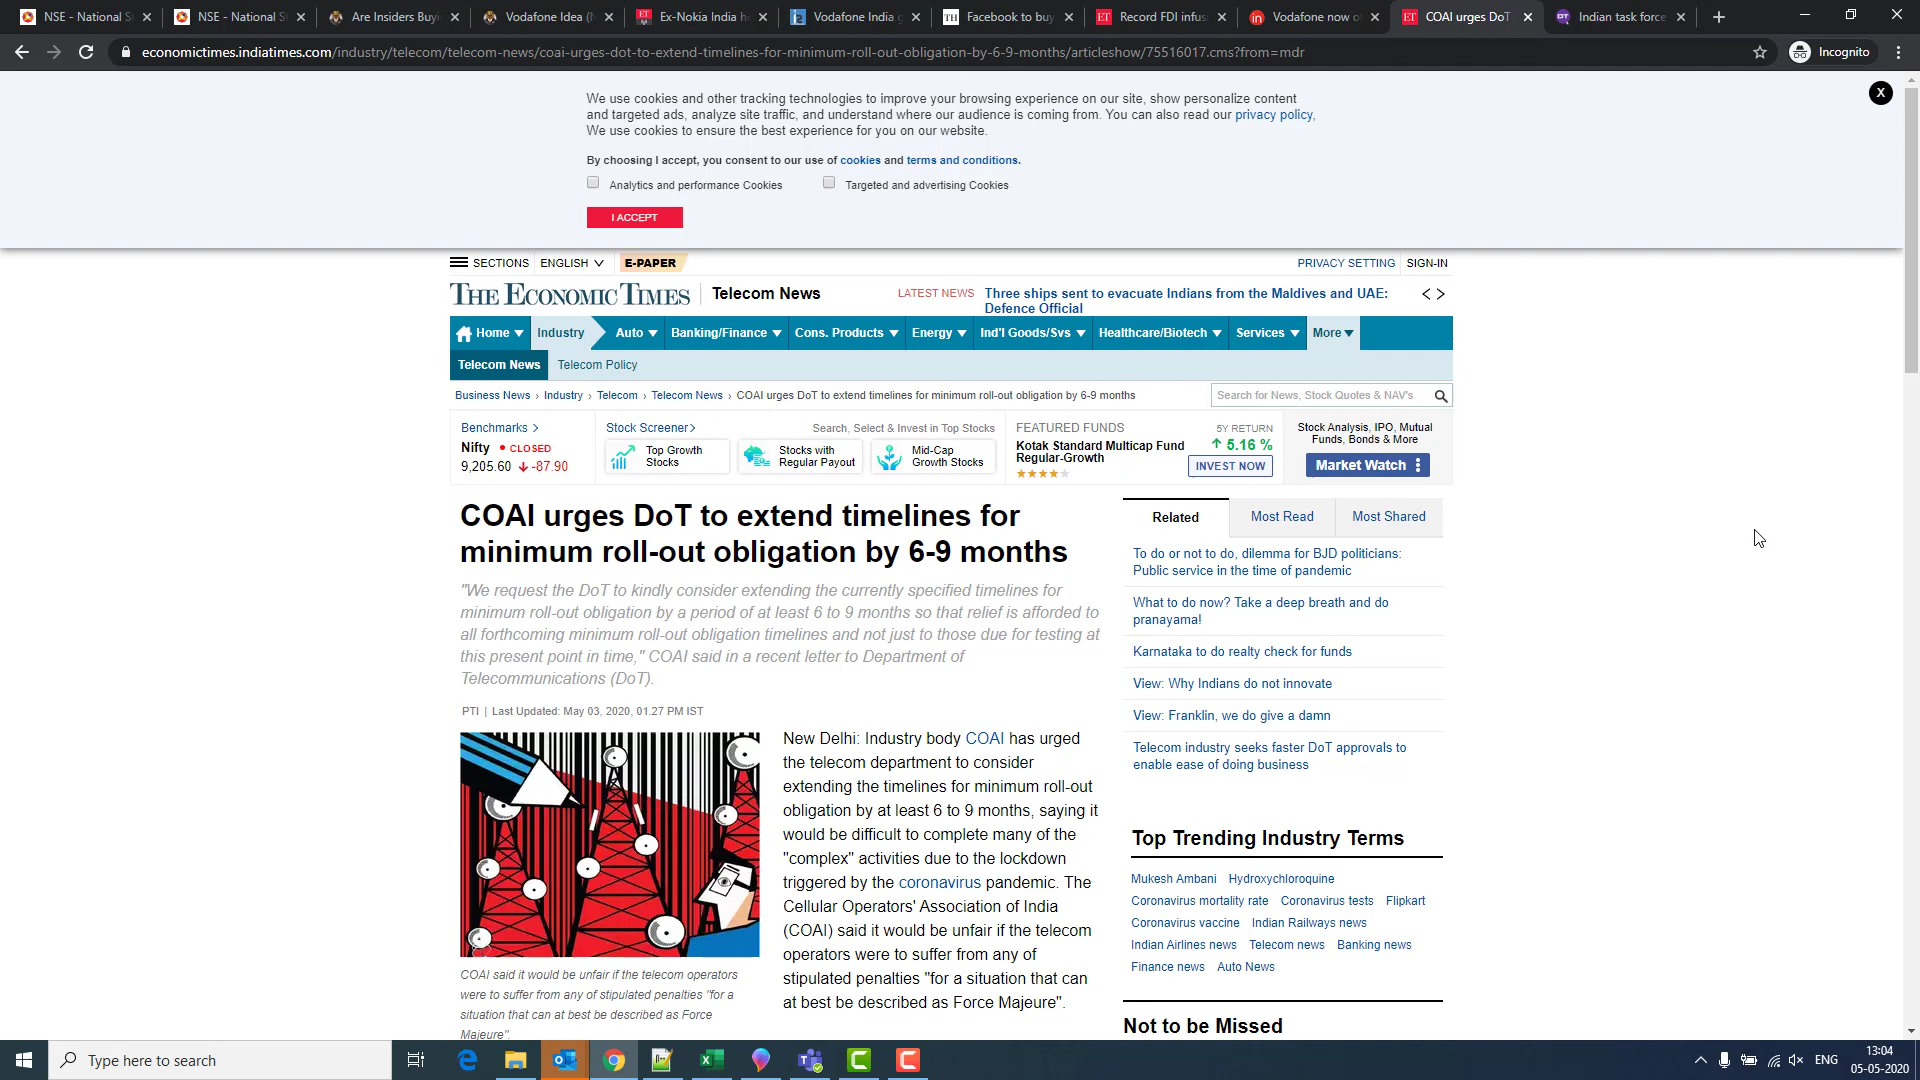 NSE - National S
NSE - National S
Are Insiders Buy
Vodafone Idea (N
Ex-Nokia India h
Vodafone India g
Facebook to buy
Record FDI infus
Vodafone now o
COAI urges DoT
Indian task force
economictimes.indiatimes.com/industry/telecom/telecom-news/coai-urges-dot-to-extend-timelines-for-minimum-roll-out-obligation-by-6-9-months/articleshow/75516017.cms?from=mdr
Incognito
We use cookies and other tracking technologies to improve your browsing experience on our site, show personalize content
and targeted ads, analyze site traffic, and understand where our audience is coming from. You can also read our privacy policy,
We use cookies to ensure the best experience for you on our website.
X
By choosing I accept, you consent to our use of cookies and terms and conditions.
Analytics and performance Cookies
Targeted and advertising Cookies
I ACCEPT
SECTIONS ENGLISH E-PAPER
PRIVACY SETTING SIGN-IN
THE ECONOMIC TIMES
Telecom News
LATEST NEWS
Three ships sent to evacuate Indians from the Maldives and UAE:
Defence Official
Home Industry Auto Banking/Finance Cons. Products Energy Ind'l Goods/Svs Healthcare/Biotech Services More
Telecom News Telecom Policy
Business News › Industry › Telecom › Telecom News › COAI urges DoT to extend timelines for minimum roll-out obligation by 6-9 months
Search for News, Stock Quotes & NAV's
Benchmarks >
Nifty • CLOSED
9,205.60 -87.90
Stock Screener>
Search, Select & Invest in Top Stocks
Top Growth
Stocks
Stocks with
Regular Payout
Mid-Cap
Growth Stocks
FEATURED FUNDS
Kotak Standard Multicap Fund
Regular-Growth
5Y RETURN
5.16 %
INVEST NOW
Stock Analysis, IPO, Mutual
Funds, Bonds & More
Market Watch
COAI urges DoT to extend timelines for
minimum roll-out obligation by 6-9 months
"We request the DoT to kindly consider extending the currently specified timelines for
minimum roll-out obligation by a period of at least 6 to 9 months so that relief is afforded to
all forthcoming minimum roll-out obligation timelines and not just to those due for testing at
this present point in time," COAI said in a recent letter to Department of
Telecommunications (DoT).
PTI | Last Updated: May 03, 2020, 01.27 PM IST
COAI said it would be unfair if the telecom operators
were to suffer from any of stipulated penalties "for a
situation that can at best be described as Force
Majeure".
New Delhi: Industry body COAI has urged
the telecom department to consider
extending the timelines for minimum roll-out
obligation by at least 6 to 9 months, saying it
would be difficult to complete many of the
"complex" activities due to the lockdown
triggered by the coronavirus pandemic. The
Cellular Operators' Association of India
(COAI) said it would be unfair if the telecom
operators were to suffer from any of
stipulated penalties "for a situation that can
at best be described as Force Majeure".
Related Most Read Most Shared
To do or not to do, dilemma for BJD politicians:
Public service in the time of pandemic
What to do now? Take a deep breath and do
pranayama!
Karnataka to do realty check for funds
View: Why Indians do not innovate
View: Franklin, we do give a damn
Telecom industry seeks faster DoT approvals to
enable ease of doing business
Top Trending Industry Terms
Mukesh Ambani Hydroxychloroquine
Coronavirus mortality rate Coronavirus tests Flipkart
Coronavirus vaccine Indian Railways news
Indian Airlines news Telecom news Banking news
Finance news Auto News
Not to be Missed
Type here to search
ENG
13:04
05-05-2020